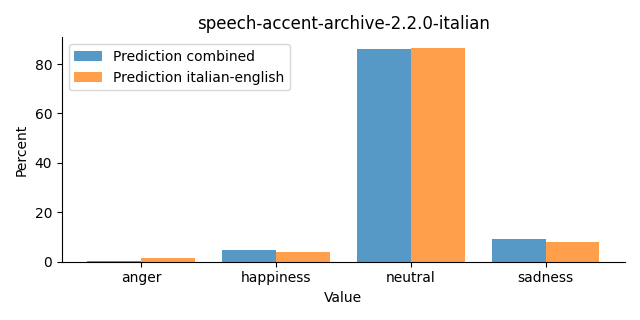 speech-accent-archive-2.2.0-italian
Prediction combined
Prediction italian-english
Percent
80
60
40
20
0
anger happiness neutral sadness
Value